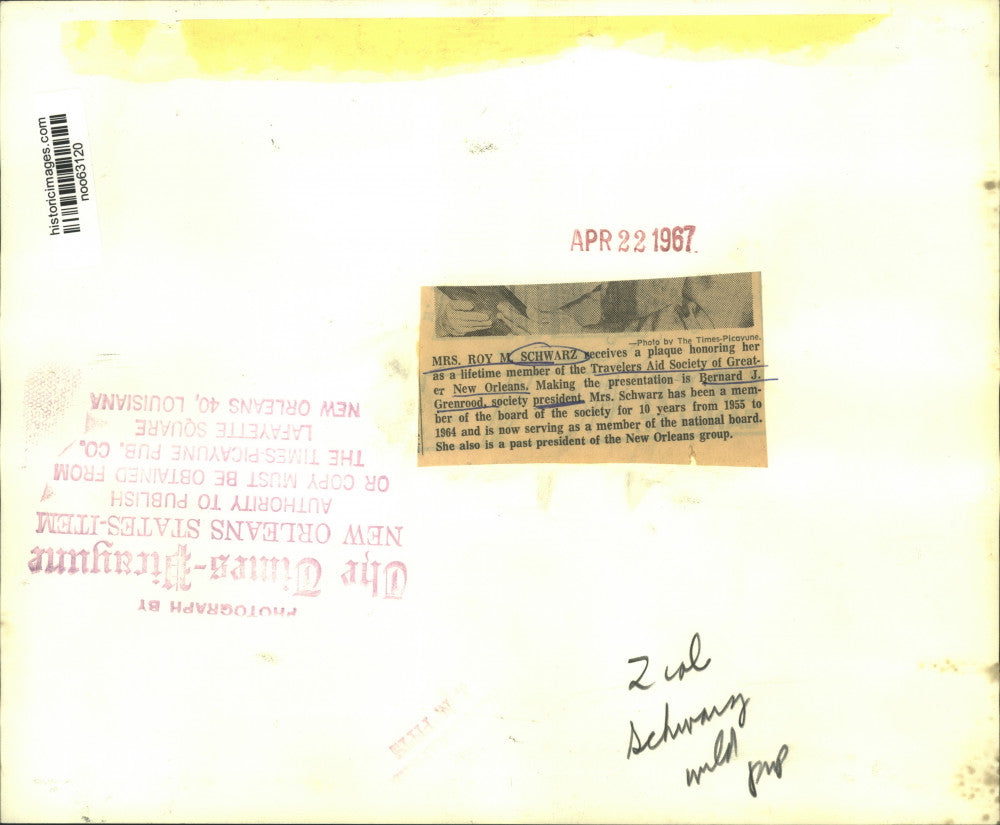 historicimages.com
noo63120
APR 22 1967
—Photo by The Times-Picayune.
MRS. ROY M. SCHWARZ receives a plaque honoring her
as a lifetime member of the Travelers Aid Society of Great-
er New Orleans. Making the presentation is Bernard J.
Grenrood, society president. Mrs. Schwarz has been a mem-
ber of the board of the society for 10 years from 1955 to
1964 and is now serving as a member of the national board.
She also is a past president of the New Orleans group.
PHOTOGRAPH BY
The Times-Picayune
NEW ORLEANS STATES-ITEM
AUTHORITY TO PUBLISH
OR COPY MUST BE OBTAINED FROM
THE TIMES-PICAYUNE PUB. CO.
LAFAYETTE SQUARE
NEW ORLEANS 40, LOUISIANA
2 col
Schwarz